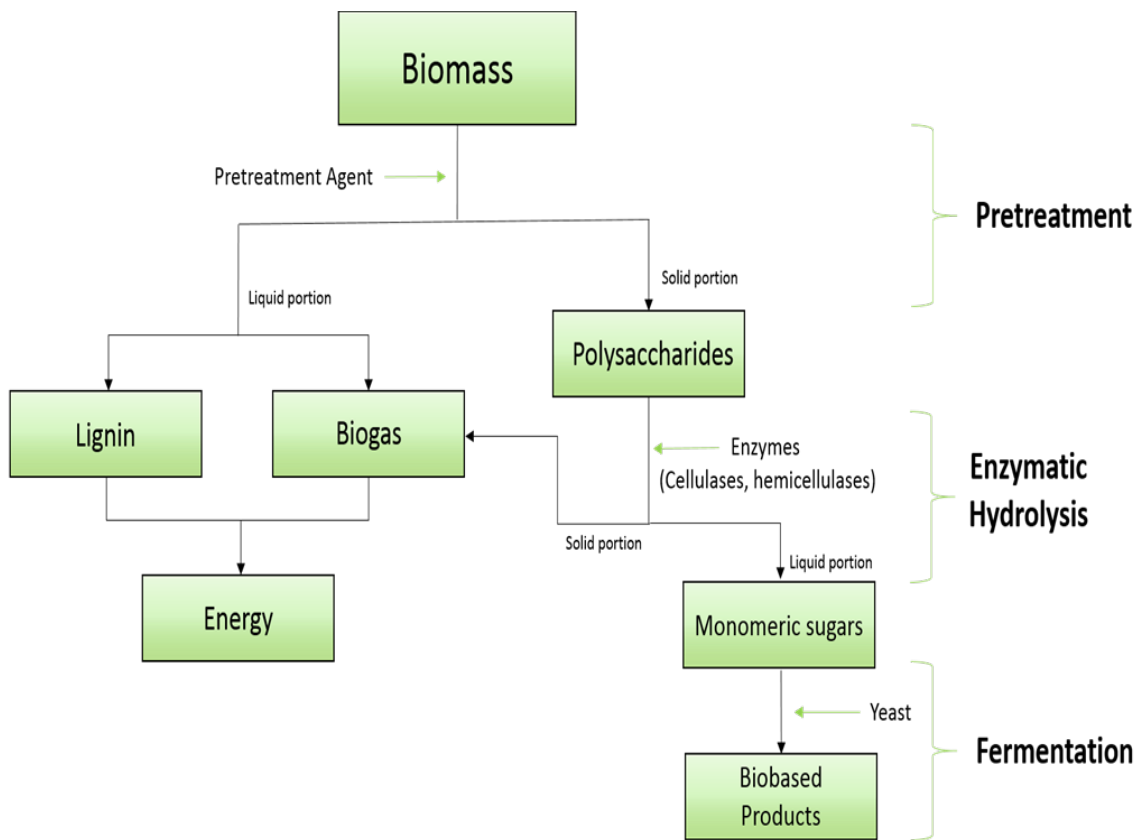 Biomass
Pretreatment Agent
Pretreatment
Liquid portion
Solid portion
Polysaccharides
Lignin
Biogas
Enzymes
(Cellulases, hemicellulases)
Enzymatic
Hydrolysis
Solid portion
Liquid portion
Energy
Monomeric sugars
Yeast
Fermentation
Biobased
Products